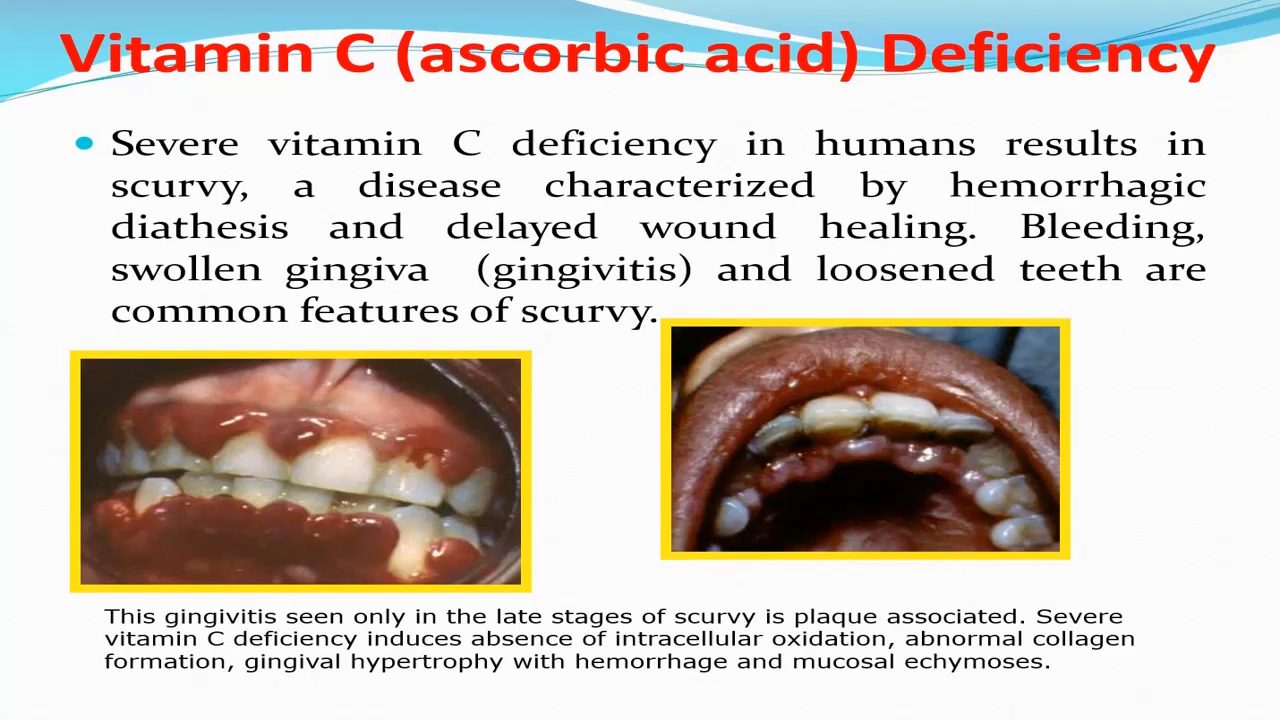 Vitamin C (ascorbic acid) Deficiency
• Severe vitamin C deficiency in humans results in
scurvy, a disease characterized by hemorrhagic
diathesis and delayed wound healing. Bleeding,
swollen gingiva (gingivitis) and loosened teeth are
common features of scurvy.
This gingivitis seen only in the late stages of scurvy is plaque associated. Severe
vitamin C deficiency induces absence of intracellular oxidation, abnormal collagen
formation, gingival hypertrophy with hemorrhage and mucosal echymoses.